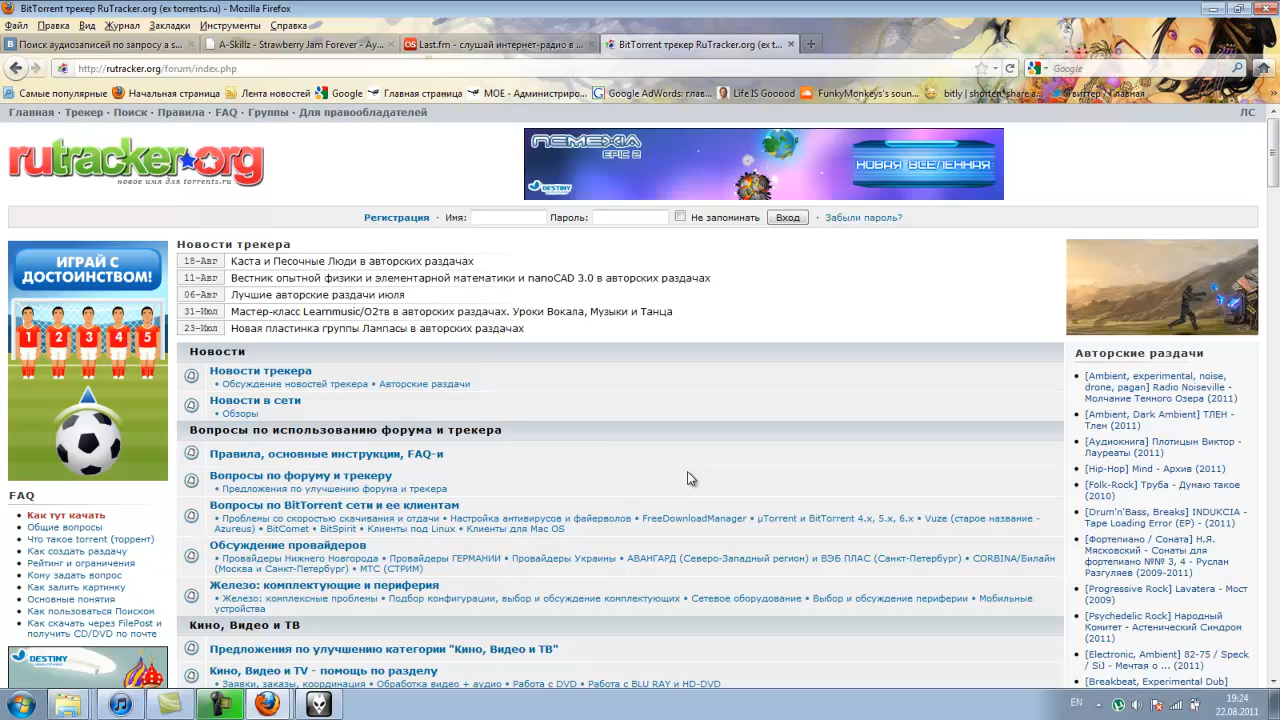 BitTorrent трекер RuTracker.org (ex torrents.ru) - Mozilla Firefox
Файл Правка Вид Журнал Закладки Инструменты Справка
Поиск аудиозаписей по запросу a s...
A-Skillz - Strawberry Jam Forever - Ау...
Last.fm - слушай интернет-радио в ...
BitTorrent трекер RuTracker.org (ex t...
http://rutracker.org/forum/index.php
Google
Самые популярные Начальная страница Лента новостей Google Главная страница МОЕ - Администриро... Google AdWords: глав... Life IS Gooood FunkyMonkeys's soun... bitly | shorten, share a... Твиттер / Главная
Главная · Трекер · Поиск · Правила · FAQ · Группы · Для правообладателей
ЛС
rutracker.org
новое имя для torrents.ru
NEMEXIA
EPIC 2
НОВАЯ ВСЕЛЕННАЯ
DESTINY
Регистрация · Имя: Пароль: Не запоминать Вход · Забыли пароль?
ИГРАЙ С
ДОСТОИНСТВОМ!
1 2 3 4 5
FAQ
Как тут качать
Общие вопросы
Что такое torrent (торрент)
Как создать раздачу
Рейтинг и ограничения
Кому задать вопрос
Как залить картинку
Основные понятия
Как пользоваться Поиском
Как скачать через FilePost и
получить CD/DVD по почте
DESTINY
Новости трекера
18-Авг Каста и Песочные Люди в авторских раздачах
11-Авг Вестник опытной физики и элементарной математики и nanoCAD 3.0 в авторских раздачах
06-Авг Лучшие авторские раздачи июля
31-Июл Мастер-класс Learnmusic/О2тв в авторских раздачах. Уроки Вокала, Музыки и Танца
23-Июл Новая пластинка группы Лампасы в авторских раздачах
Новости
Новости трекера
• Обсуждение новостей трекера • Авторские раздачи
Новости в сети
• Обзоры
Вопросы по использованию форума и трекера
Правила, основные инструкции, FAQ-и
Вопросы по форуму и трекеру
• Предложения по улучшению форума и трекера
Вопросы по BitTorrent сети и ее клиентам
• Проблемы со скоростью скачивания и отдачи • Настройка антивирусов и файерволов • FreeDownloadManager • µTorrent и BitTorrent 4.x, 5.x, 6.x • Vuze (старое название -
Azureus) • BitComet • BitSpirit • Клиенты под Linux • Клиенты для Mac OS
Обсуждение провайдеров
• Провайдеры Нижнего Новгорода • Провайдеры ГЕРМАНИИ • Провайдеры Украины • АВАНГАРД (Северо-Западный регион) и ВЭБ ПЛАС (Санкт-Петербург) • CORBINA/Билайн
(Москва и Санкт-Петербург) • МТС (СТРИМ)
Железо: комплектующие и периферия
• Железо: комплексные проблемы • Подбор конфигурации, выбор и обсуждение комплектующих • Сетевое оборудование • Выбор и обсуждение периферии • Мобильные
устройства
Кино, Видео и ТВ
Предложения по улучшению категории "Кино, Видео и ТВ"
Кино, Видео и TV - помощь по разделу
• Заявки, заказы, координация • Обработка видео + аудио • Работа с DVD • Работа с BLU RAY и HD-DVD
Авторские раздачи
• [Ambient, experimental, noise,
drone, pagan] Radio Noiseville -
Молчание Темного Озера (2011)
• [Ambient, Dark Ambient] ТЛЕН -
Тлен (2011)
• [Аудиокнига] Плотицын Виктор -
Лауреаты (2011)
• [Hip-Hop] Mind - Архив (2011)
• [Folk-Rock] Труба - Думаю такое
(2010)
• [Drum'n'Bass, Breaks] INDUKCIA -
Tape Loading Error (EP) - (2011)
• [Фортепиано / Соната] Н.Я.
Мясковский - Сонаты для
фортепиано №№ 3, 4 - Руслан
Разгуляев (2009-2011)
• [Progressive Rock] Lavatera - Мост
(2009)
• [Psychedelic Rock] Народный
Комитет - Астенический Синдром
(2011)
• [Electronic, Ambient] 82-75 / Speck
/ SiJ - Мечтая о ... (2011)
• [Breakbeat, Experimental Dub]
EN
19:24
22.08.2011